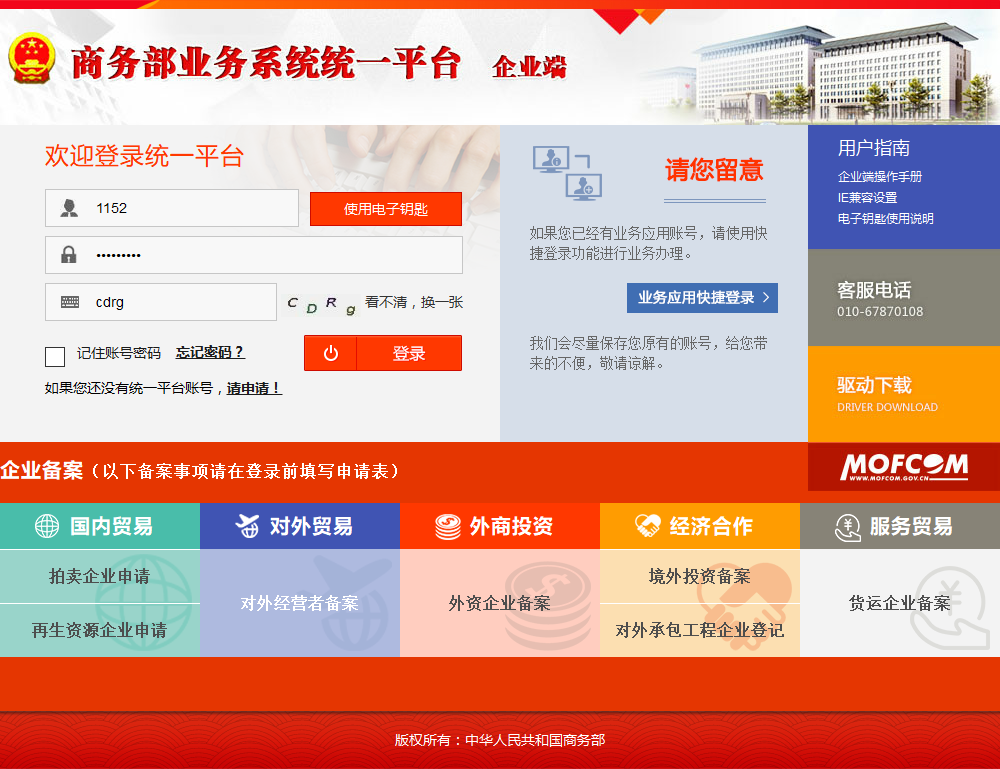 商务部业务系统统一平台 企业端
欢迎登录统一平台
1152
使用电子钥匙
•••••••••
cdrg
C D R g
看不清，换一张
记住账号密码 忘记密码？
登录
如果您还没有统一平台账号，请申请！
请您留意
如果您已经有业务应用账号，请使用快
捷登录功能进行业务办理。
业务应用快捷登录 >
我们会尽量保存您原有的账号，给您带
来的不便，敬请谅解。
用户指南
企业端操作手册
IE兼容设置
电子钥匙使用说明
客服电话
010-67870108
驱动下载
DRIVER DOWNLOAD
MOFCOM
WWW.MOFCOM.GOV.CN
企业备案（以下备案事项请在登录前填写申请表）
国内贸易
拍卖企业申请
再生资源企业申请
对外贸易
对外经营者备案
外商投资
外资企业备案
经济合作
境外投资备案
对外承包工程企业登记
服务贸易
货运企业备案
版权所有：中华人民共和国商务部